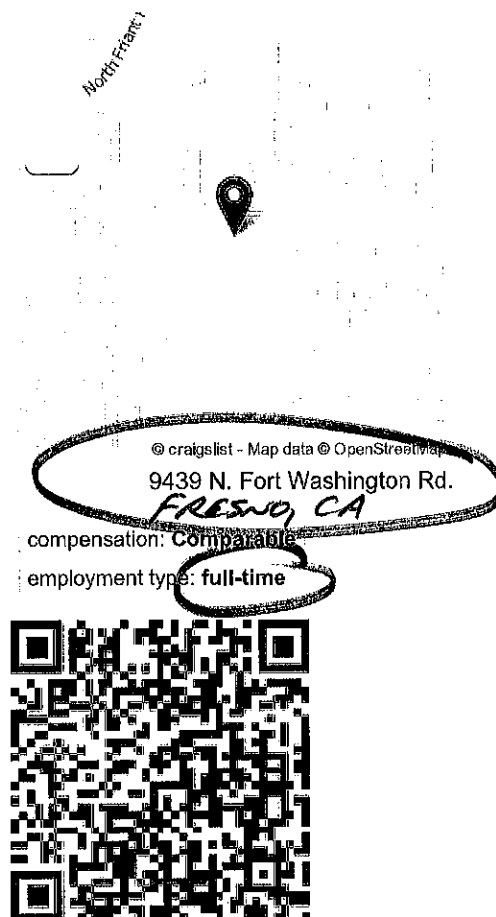 North Friant
© craigslist - Map data © OpenStreetMap
9439 N. Fort Washington Rd.
FRESNO, CA
compensation: Comparable
employment type: full-time